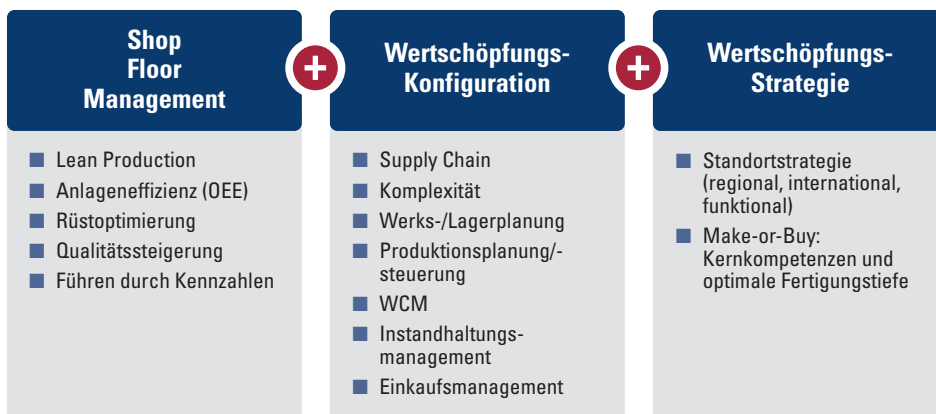 Shop
Floor
Management
Lean Production
Anlageneffizienz (OEE)
Rüstoptimierung
Qualitätssteigerung
Führen durch Kennzahlen
+
Wertschöpfungs-
Konfiguration
Supply Chain
Komplexität
Werks-/Lagerplanung
Produktionsplanung/-
steuerung
WCM
Instandhaltungs-
management
Einkaufsmanagement
+
Wertschöpfungs-
Strategie
Standortstrategie
(regional, international,
funktional)
Make-or-Buy:
Kernkompetenzen und
optimale Fertigungstiefe